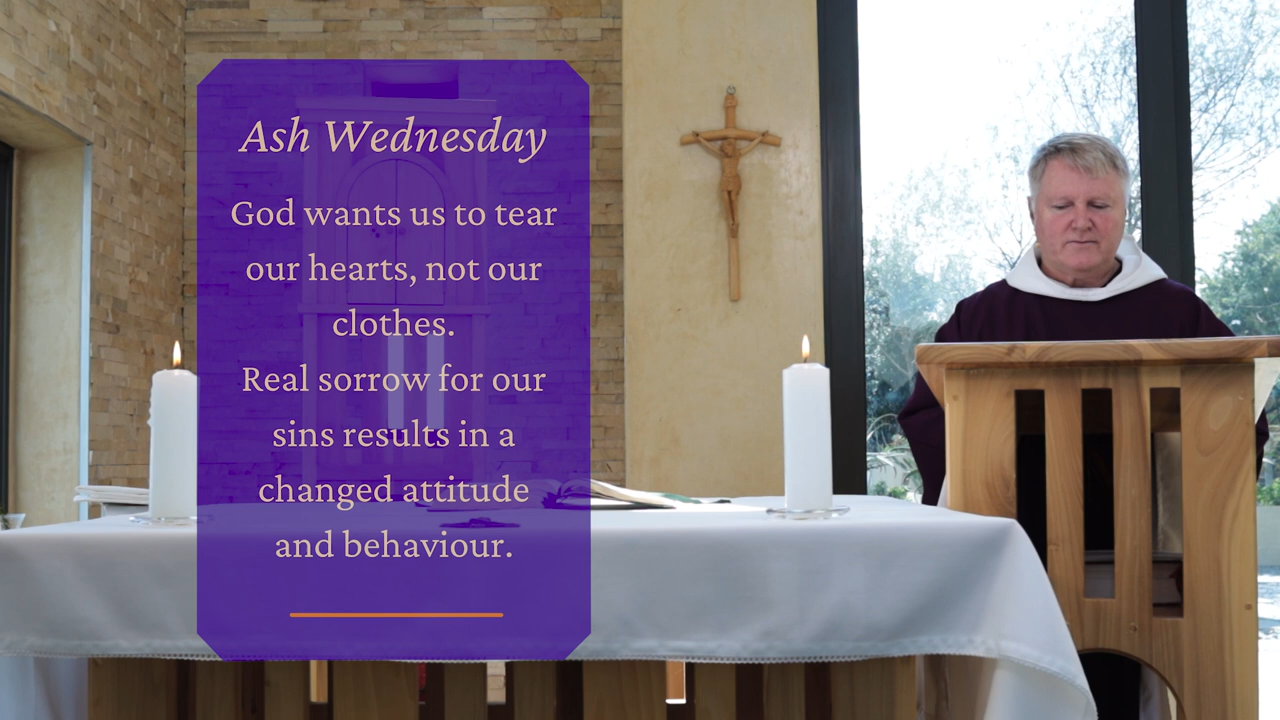 Ash Wednesday
God wants us to tear
our hearts, not our
clothes.
Real sorrow for our
sins results in a
changed attitude
and behaviour.